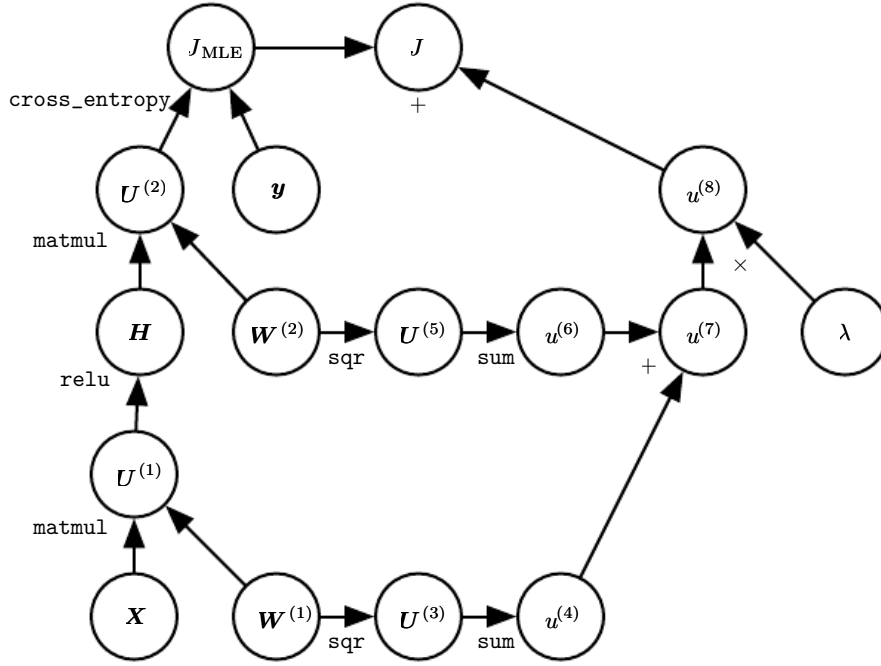 J_MLE J
+
cross_entropy
U^(2) y u^(8)
matmul
×
H W^(2) U^(5) u^(6) u^(7) λ
sqr sum +
relu
U^(1)
matmul
X W^(1) U^(3) u^(4)
sqr sum